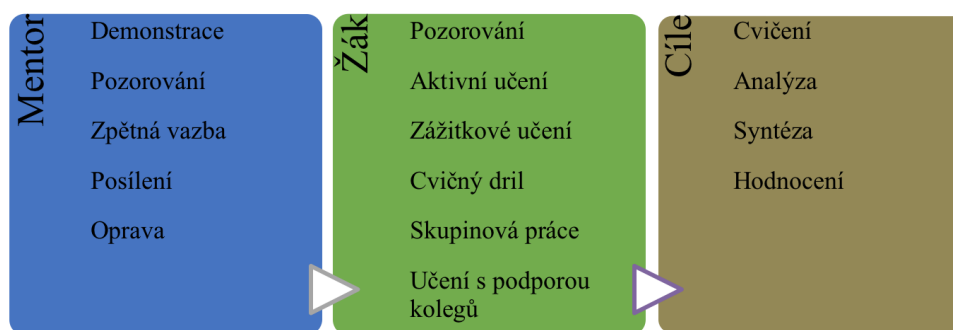 Mentor
Demonstrace
Pozorování
Zpětná vazba
Posílení
Oprava
Žák
Pozorování
Aktivní učení
Zážitkové učení
Cvičný dril
Skupinová práce
Učení s podporou
kolegů
Cíle
Cvičení
Analýza
Syntéza
Hodnocení